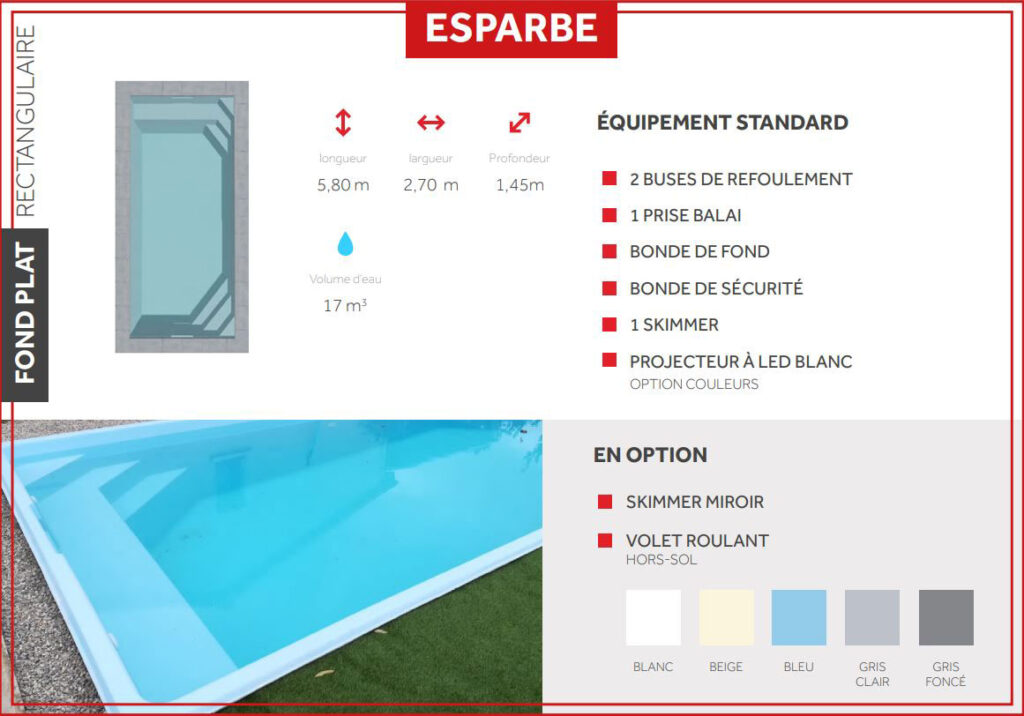 ESPARBE
RECTANGULAIRE
FOND PLAT
longueur
5,80 m
largueur
2,70 m
Profondeur
1,45m
Volume d'eau
17 m³
ÉQUIPEMENT STANDARD
2 BUSES DE REFOULEMENT
1 PRISE BALAI
BONDE DE FOND
BONDE DE SÉCURITÉ
1 SKIMMER
PROJECTEUR À LED BLANC
OPTION COULEURS
EN OPTION
SKIMMER MIROIR
VOLET ROULANT
HORS-SOL
BLANC
BEIGE
BLEU
GRIS
CLAIR
GRIS
FONCÉ